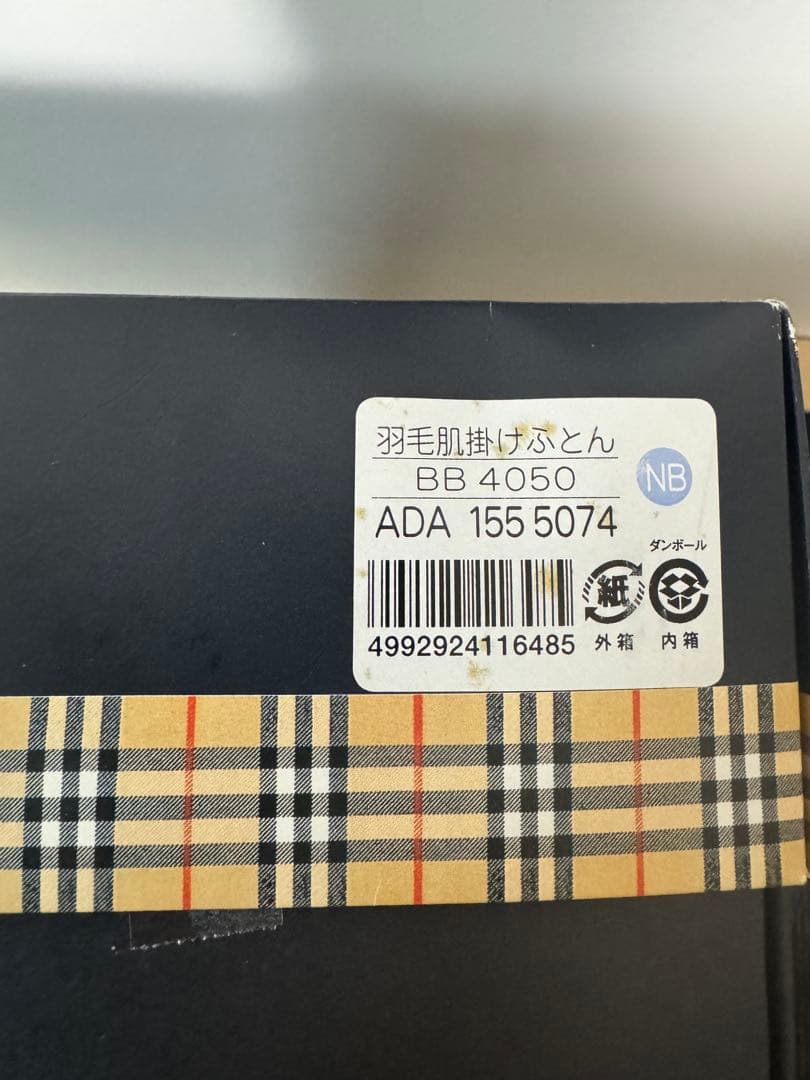 羽毛肌掛けふとん
BB 4050
NB
ADA 155 5074
ダンボール
紙
4992924116485
外箱
内箱